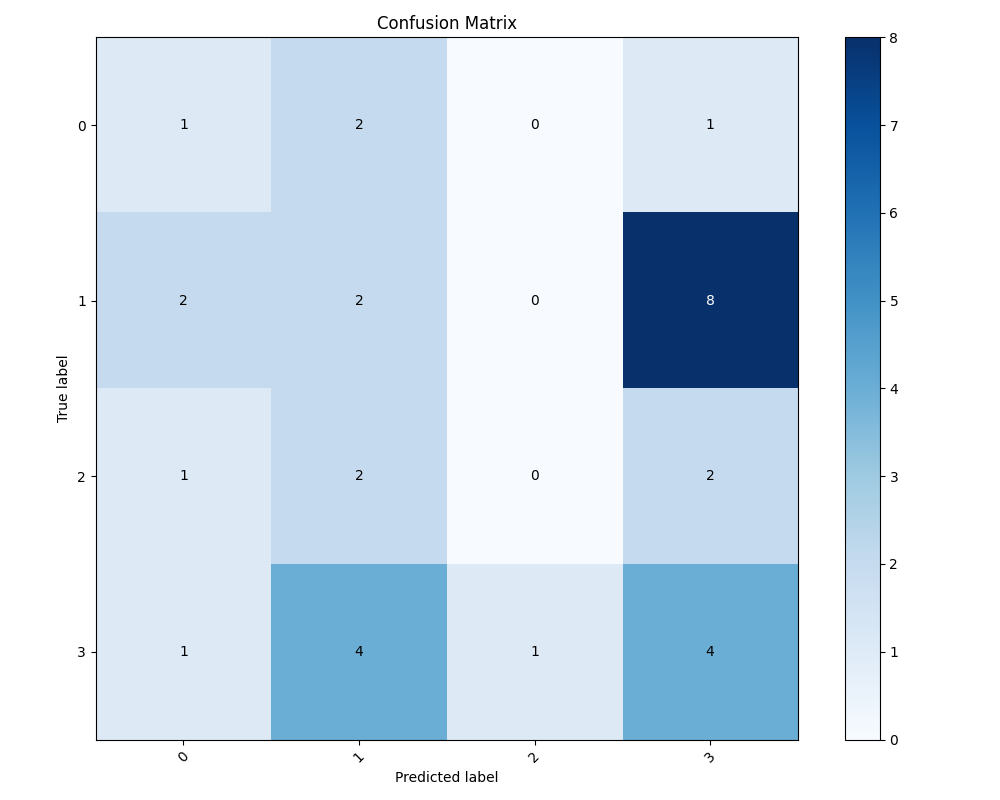 Confusion Matrix
True label
0 1 2 0 1
1 2 2 0 8
2 1 2 0 2
3 1 4 1 4
0 1 2 3
Predicted label
8
7
6
5
4
3
2
1
0